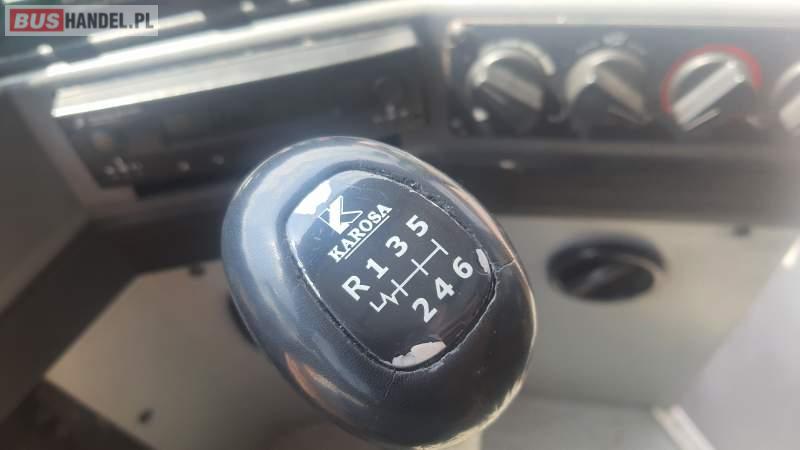 BUSHANDEL.PL
K
KAROSA
R 1 3 5
2 4 6